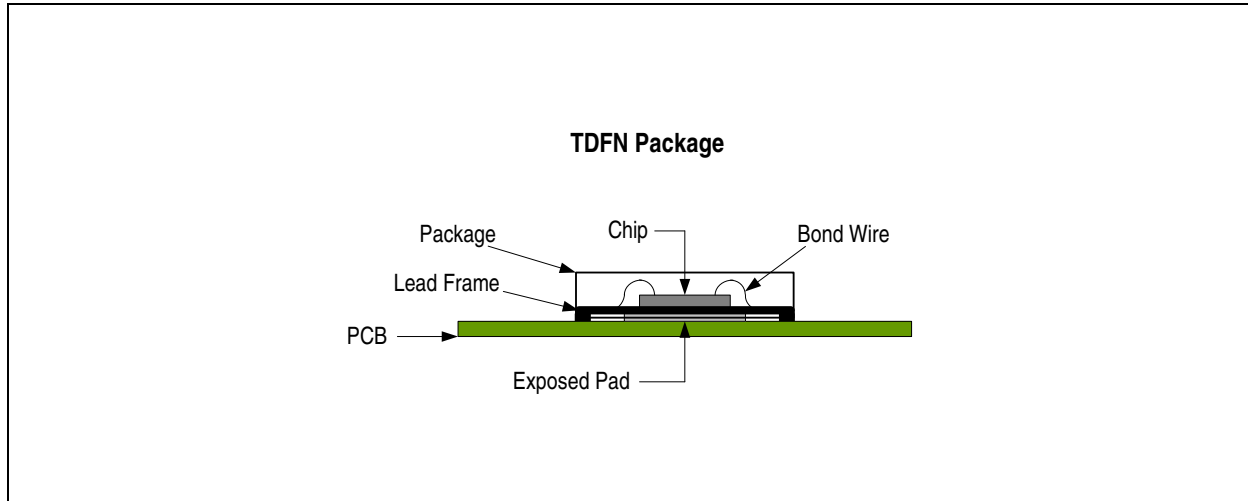 TDFN Package
Package
Chip
Bond Wire
Lead Frame
PCB
Exposed Pad